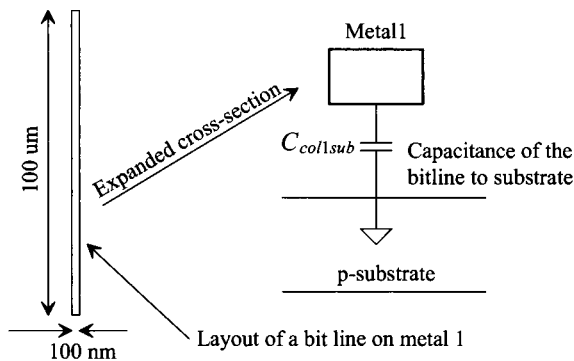 Metal1
100 um
Expanded cross-section
C_col1sub
Capacitance of the
bitline to substrate
p-substrate
Layout of a bit line on metal 1
100 nm